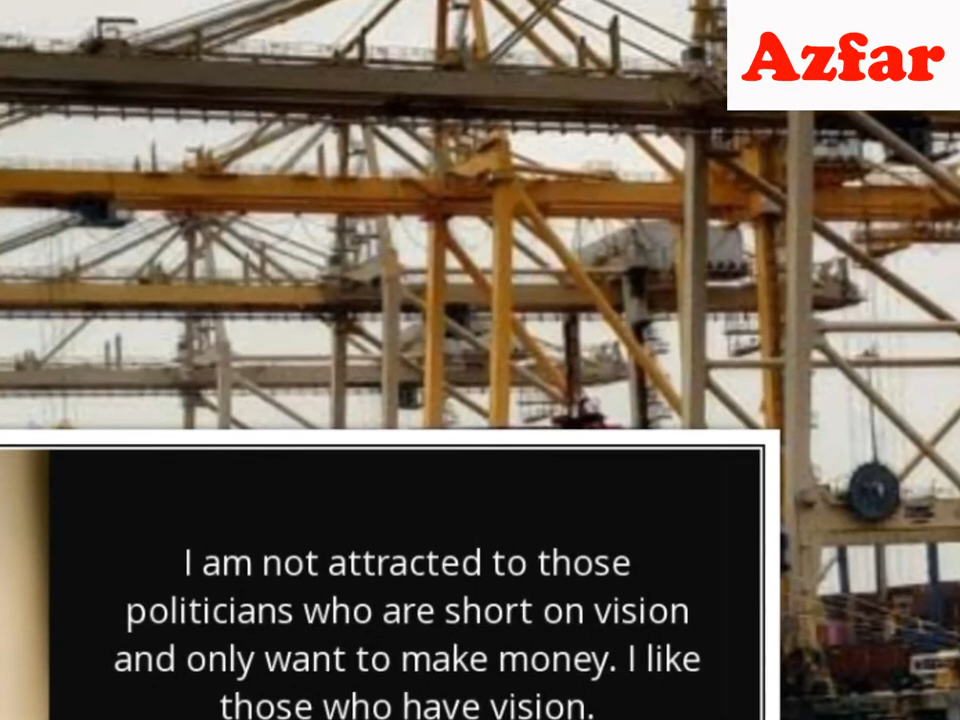 Azfar
I am not attracted to those
politicians who are short on vision
and only want to make money. I like
those who have vision.